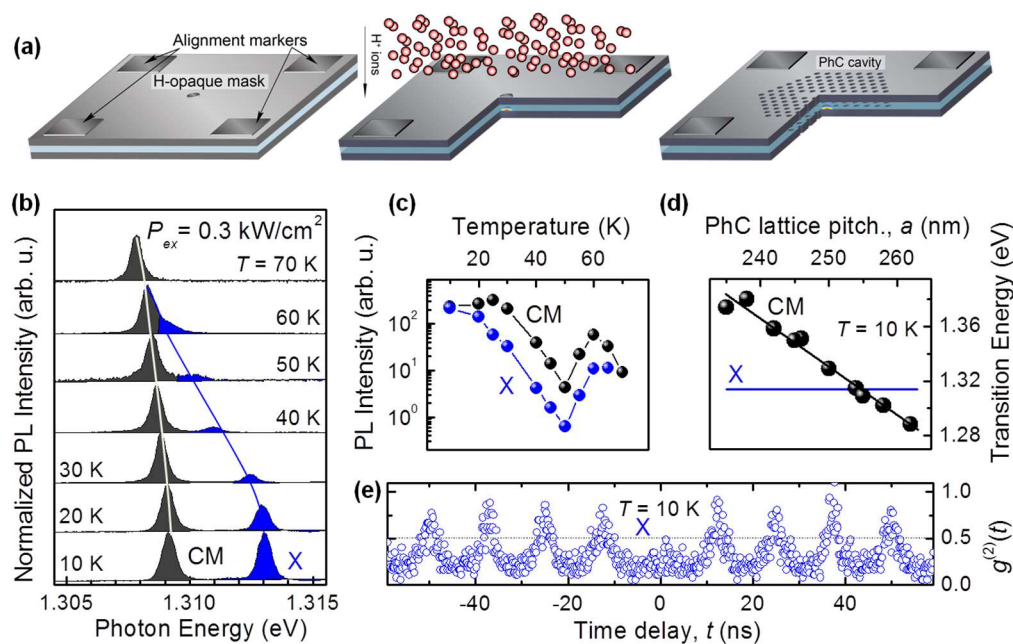 (a)
Alignment markers
H-opaque mask
H⁺ ions
PhC cavity
(b)
Normalized PL Intensity (arb. u.)
P_ex = 0.3 kW/cm²
T = 70 K
60 K
50 K
40 K
30 K
20 K
10 K
CM
X
1.305
1.310
1.315
Photon Energy (eV)
(c)
Temperature (K)
20
40
60
PL Intensity (arb. u.)
10²
10¹
10⁰
CM
X
(d)
PhC lattice pitch., a (nm)
240
250
260
CM
T = 10 K
X
1.36
1.32
1.28
Transition Energy (eV)
(e)
T = 10 K
X
1.0
0.5
0.0
g⁽²⁾(t)
-40
-20
0
20
40
Time delay, t (ns)